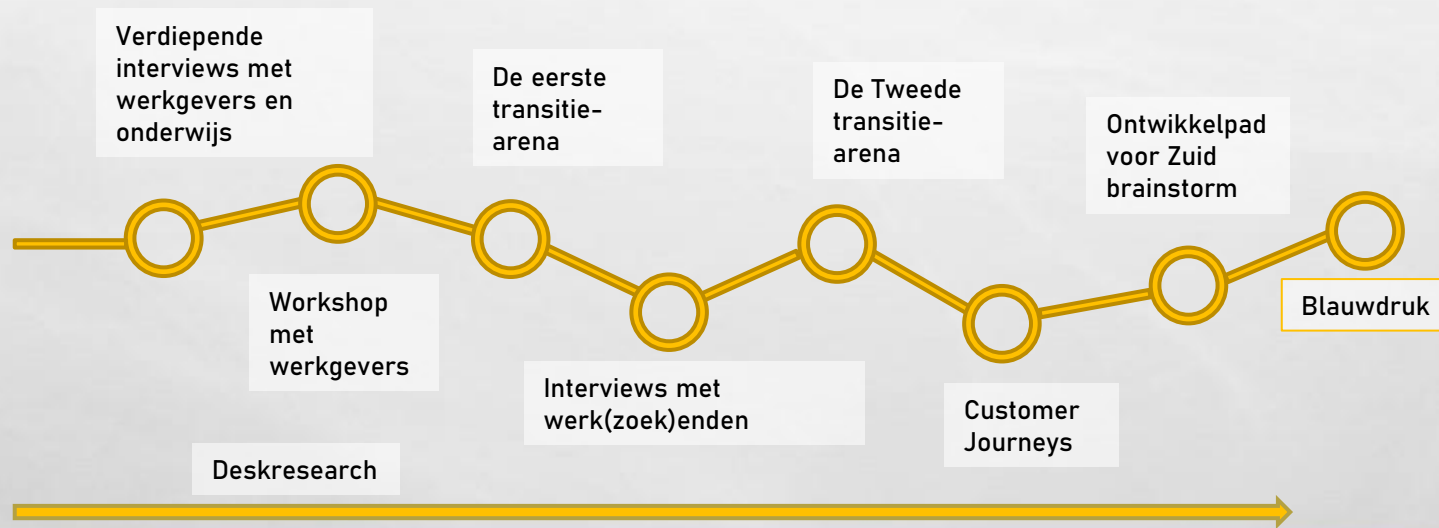 Verdiepende
interviews met
werkgevers en
onderwijs
Workshop
met
werkgevers
De eerste
transitie-
arena
Interviews met
werk(zoek)enden
De Tweede
transitie-
arena
Customer
Journeys
Ontwikkelpad
voor Zuid
brainstorm
Blauwdruk
Deskresearch